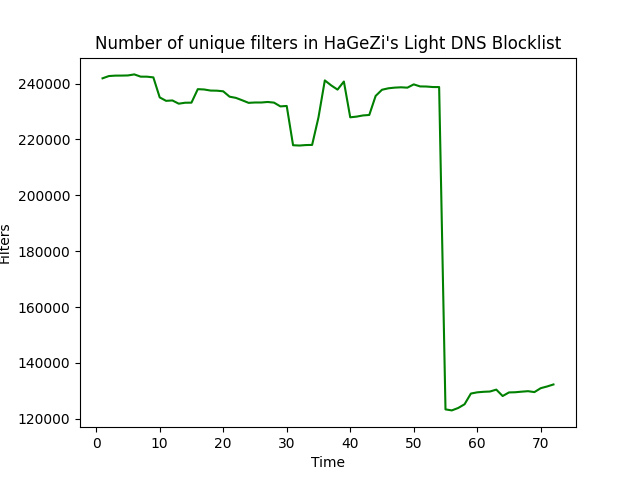 Number of unique filters in HaGeZi's Light DNS Blocklist
240000
220000
200000
180000
160000
140000
120000
Filters
0 10 20 30 40 50 60 70
Time